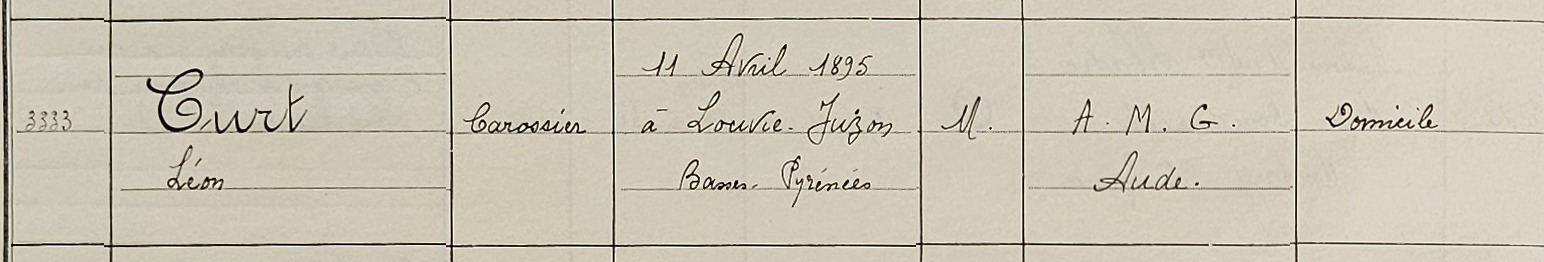 3333
Curt
Léon
Carossier
11 Avril 1895
à Louvie-Juzon
Basses-Pyrénées
M.
A. M. G.
Aude.
Domicile